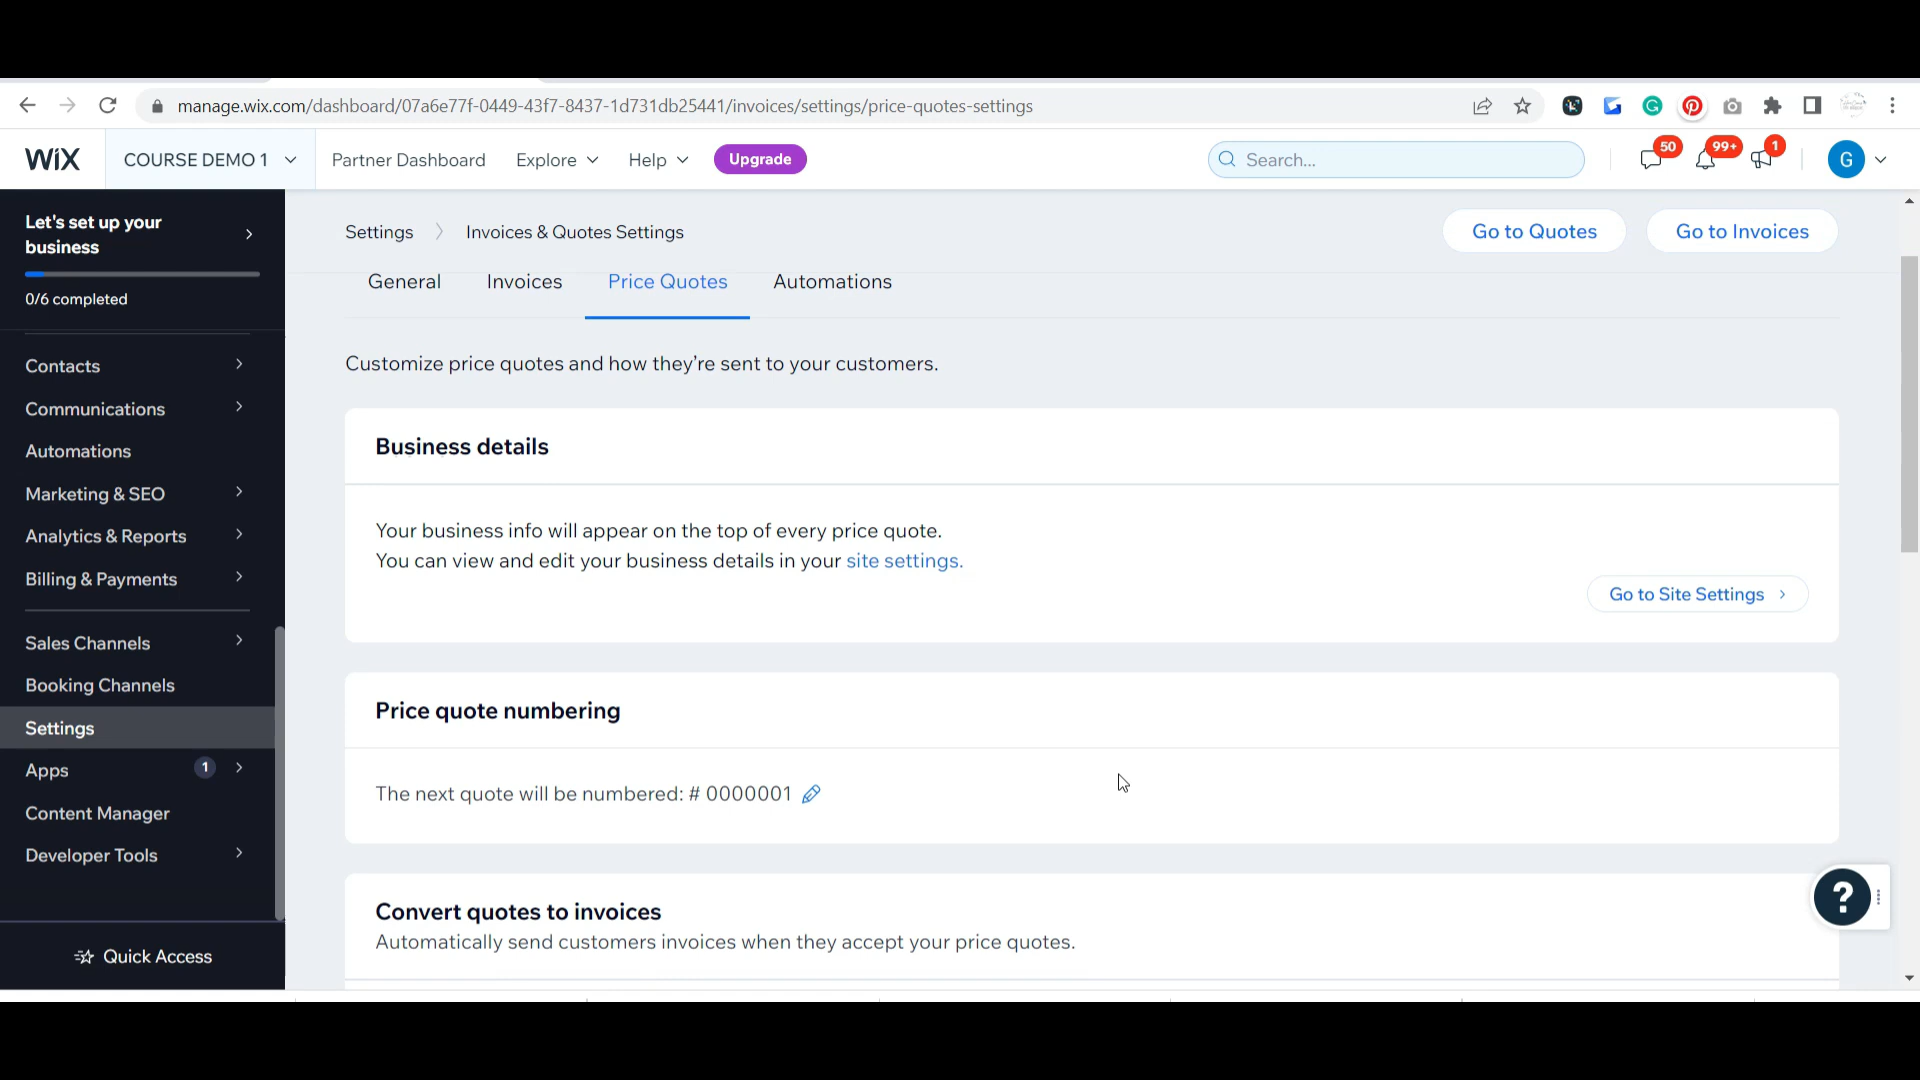 manage.wix.com/dashboard/07a6e77f-0449-43f7-8437-1d731db25441/invoices/settings/price-quotes-settings
WIX
COURSE DEMO 1
Partner Dashboard
Explore
Help
Upgrade
Search...
50
99+
1
G
Let's set up your
business
0/6 completed
Contacts
Communications
Automations
Marketing & SEO
Analytics & Reports
Billing & Payments
Sales Channels
Booking Channels
Settings
Apps 1
Content Manager
Developer Tools
Quick Access
Settings
Invoices & Quotes Settings
Go to Quotes
Go to Invoices
General
Invoices
Price Quotes
Automations
Customize price quotes and how they're sent to your customers.
Business details
Your business info will appear on the top of every price quote.
You can view and edit your business details in your site settings.
Go to Site Settings
Price quote numbering
The next quote will be numbered: # 0000001
Convert quotes to invoices
Automatically send customers invoices when they accept your price quotes.
?